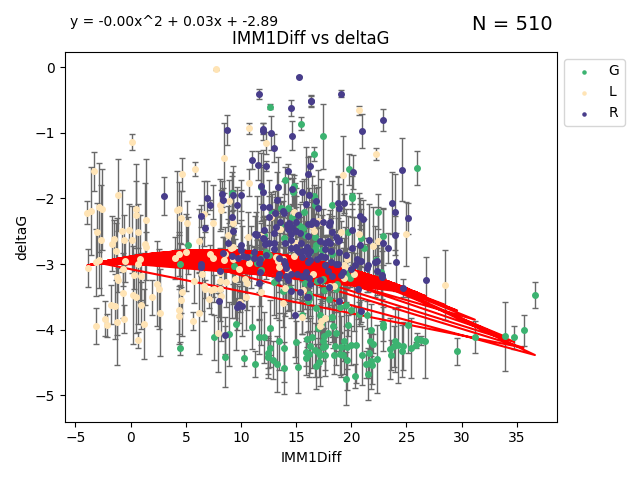 y = -0.00x^2 + 0.03x + -2.89
N = 510
IMM1Diff vs deltaG
G
L
R
deltaG
0
−1
−2
−3
−4
−5
−5 0 5 10 15 20 25 30 35
IMM1Diff